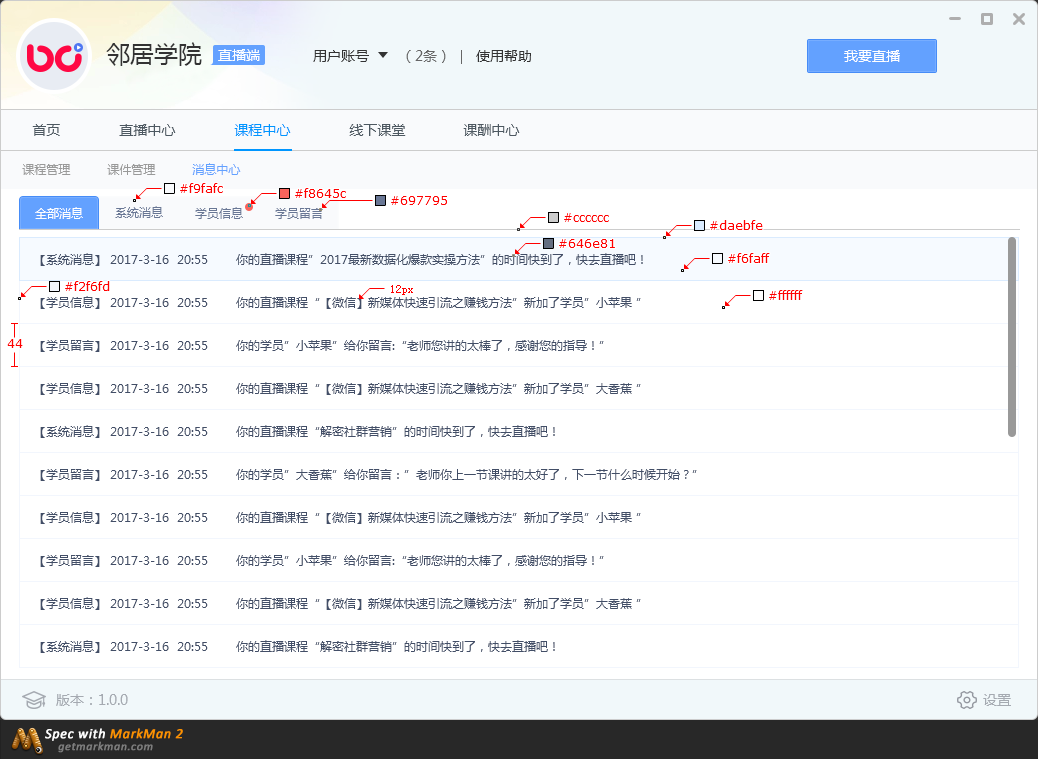 邻居学院 直播端 用户账号 （2条） | 使用帮助 我要直播
首页 直播中心 课程中心 线下课堂 课酬中心
课程管理 课件管理 消息中心
#f9fafc #f8645c #697795
全部消息 系统消息 学员信息 学员留言
#cccccc #daebfe
#646e81 #f6faff
【系统消息】 2017-3-16 20:55 你的直播课程”2017最新数据化爆款实操方法”的时间快到了，快去直播吧！
#f2f6fd 12px #ffffff
【学员信息】 2017-3-16 20:55 你的直播课程“【微信】新媒体快速引流之赚钱方法”新加了学员”小苹果“
44
【学员留言】 2017-3-16 20:55 你的学员”小苹果”给你留言:“老师您讲的太棒了，感谢您的指导！”
【学员信息】 2017-3-16 20:55 你的直播课程“【微信】新媒体快速引流之赚钱方法”新加了学员”大香蕉“
【系统消息】 2017-3-16 20:55 你的直播课程“解密社群营销”的时间快到了，快去直播吧！
【学员留言】 2017-3-16 20:55 你的学员”大香蕉”给你留言：”老师你上一节课讲的太好了，下一节什么时候开始？“
【学员信息】 2017-3-16 20:55 你的直播课程“【微信】新媒体快速引流之赚钱方法”新加了学员”小苹果“
【学员留言】 2017-3-16 20:55 你的学员”小苹果”给你留言:“老师您讲的太棒了，感谢您的指导！”
【学员信息】 2017-3-16 20:55 你的直播课程“【微信】新媒体快速引流之赚钱方法”新加了学员”大香蕉“
【系统消息】 2017-3-16 20:55 你的直播课程“解密社群营销”的时间快到了，快去直播吧！
版本：1.0.0 设置
Spec with MarkMan 2
getmarkman.com